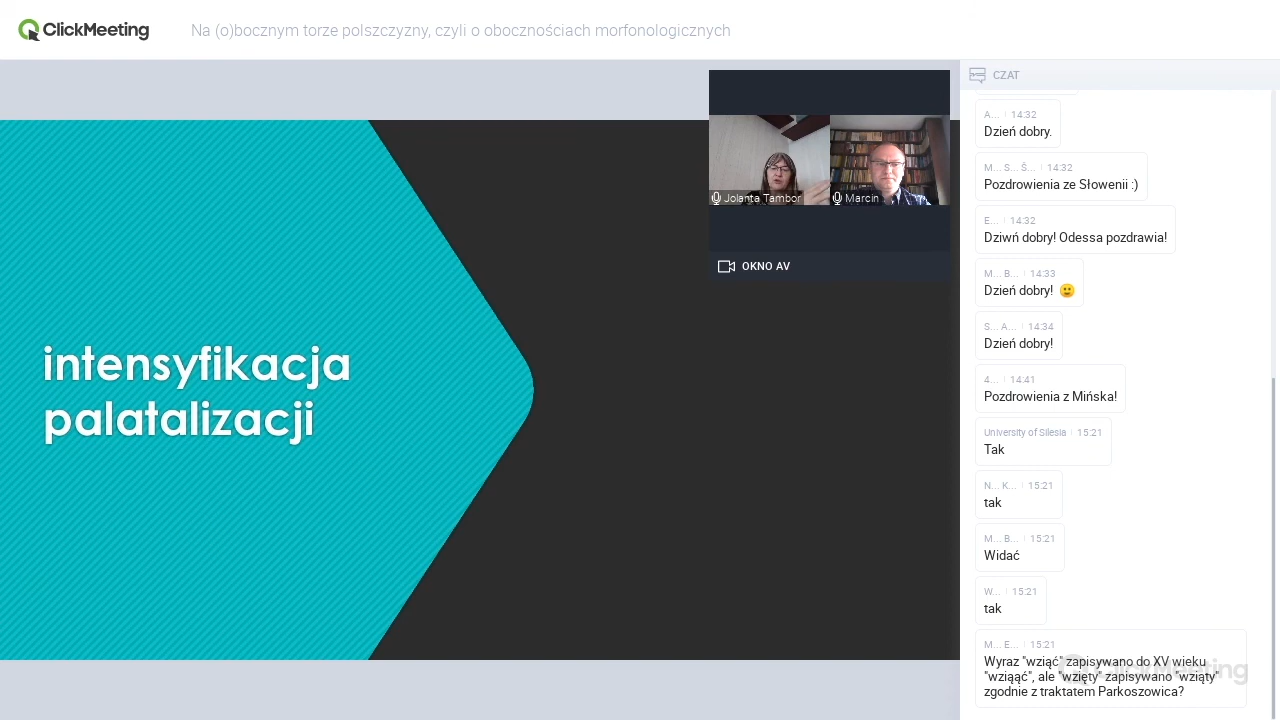 ClickMeeting
Na (o)bocznym torze polszczyzny, czyli o obocznościach morfonologicznych
intensyfikacja
palatalizacji
Jolanta Tambor
Marcin
OKNO AV
CZAT
A... 14:32
Dzień dobry.
M... S... Š... 14:32
Pozdrowienia ze Słowenii :)
E... 14:32
Dziwń dobry! Odessa pozdrawia!
M... B... 14:33
Dzień dobry!
S... A... 14:34
Dzień dobry!
4... 14:41
Pozdrowienia z Mińska!
University of Silesia 15:21
Tak
N... K... 15:21
tak
M... B... 15:21
Widać
W... 15:21
tak
M... E... 15:21
Wyraz "wziąć" zapisywano do XV wieku
"wziąąć", ale "wzięty" zapisywano "wziąty"
zgodnie z traktatem Parkoszowica?
ClickMeeting